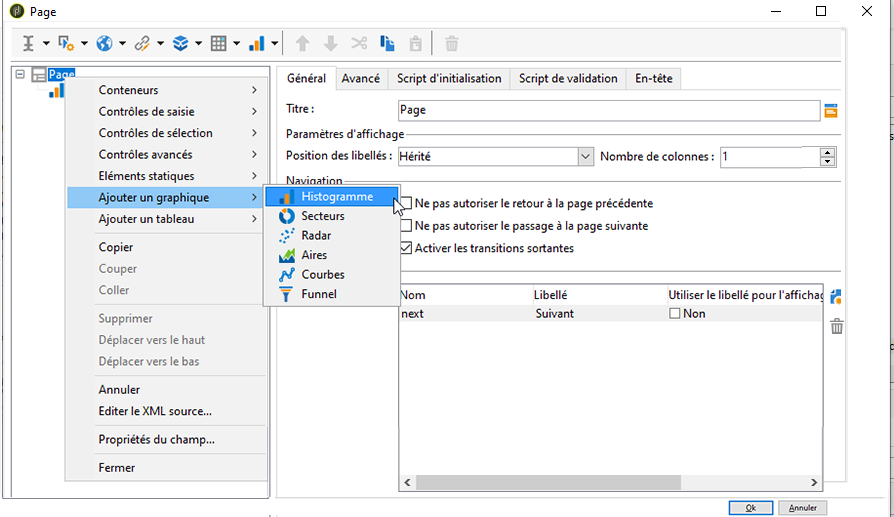 Page
Page
Général
Avancé
Script d'initialisation
Script de validation
En-tête
Titre :
Page
Paramètres d'affichage
Position des libellés :
Hérité
Nombre de colonnes :
1
Navigation
Ne pas autoriser le retour à la page précédente
Ne pas autoriser le passage à la page suivante
Activer les transitions sortantes
Nom
Libellé
Utiliser le libellé pour l'affichag
next
Suivant
Non
Conteneurs
Contrôles de saisie
Contrôles de sélection
Contrôles avancés
Eléments statiques
Ajouter un graphique
Ajouter un tableau
Copier
Couper
Coller
Supprimer
Déplacer vers le haut
Déplacer vers le bas
Annuler
Editer le XML source...
Propriétés du champ...
Fermer
Histogramme
Secteurs
Radar
Aires
Courbes
Funnel
Ok
Annuler